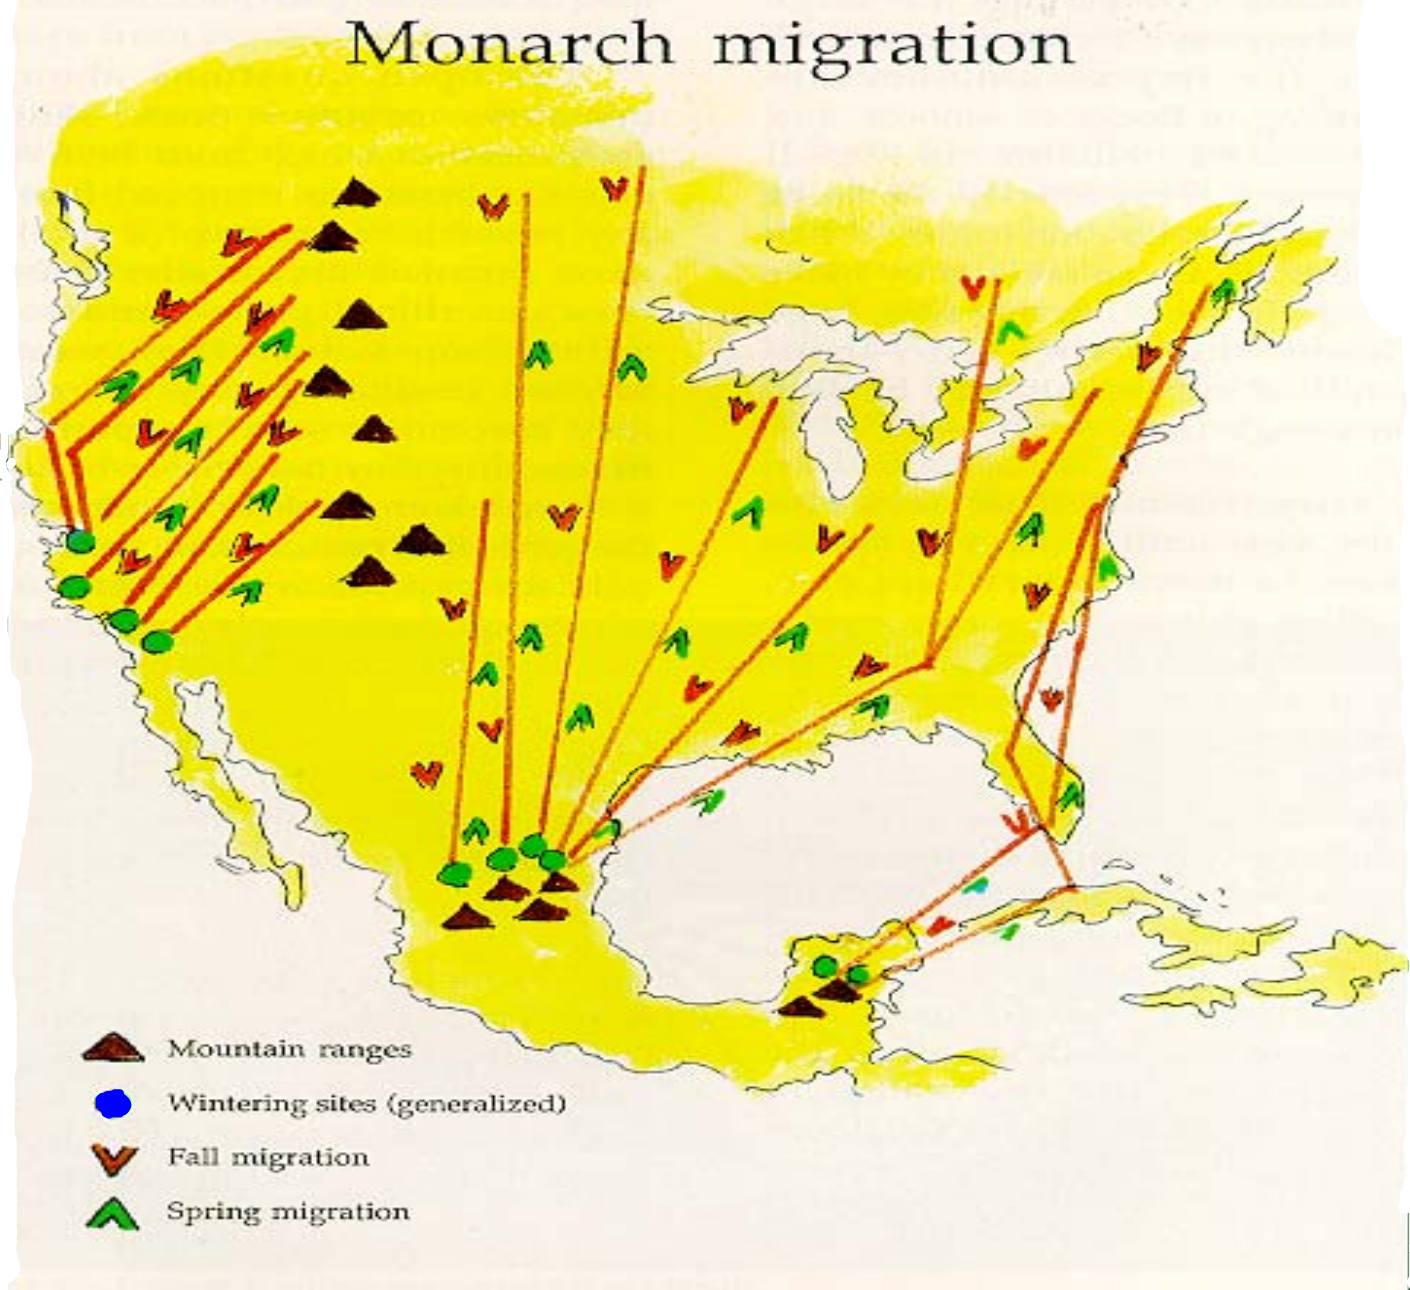 Monarch migration
Mountain ranges
Wintering sites (generalized)
Fall migration
Spring migration